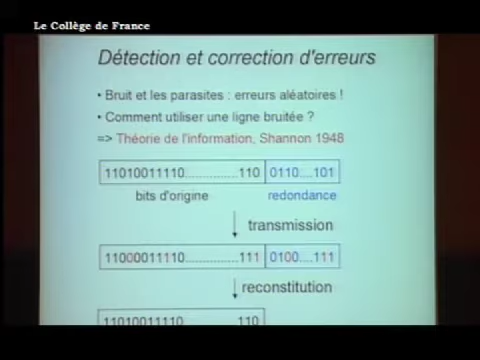 Le Collège de France
Détection et correction d'erreurs
• Bruit et les parasites : erreurs aléatoires !
• Comment utiliser une ligne bruitée ?
=> Théorie de l'information, Shannon 1948
11010011110..............110 0110....101
bits d'origine redondance
transmission
11000011110..............111 0100....111
reconstitution
11010011110..............110